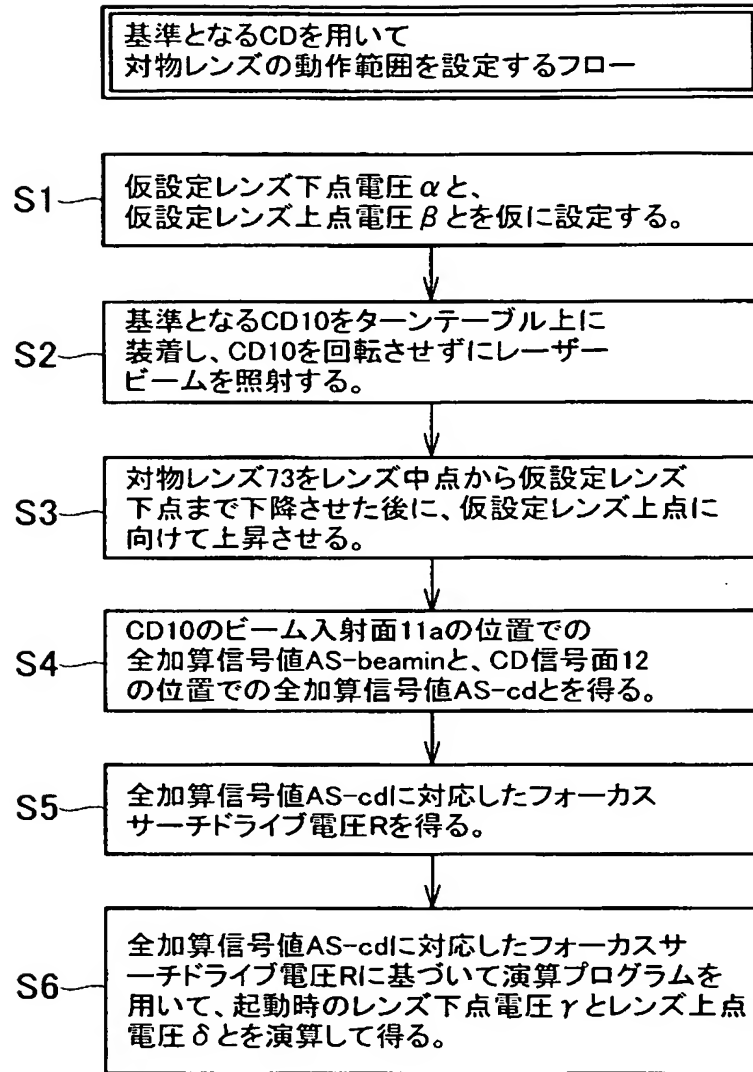 基準となるCDを用いて
対物レンズの動作範囲を設定するフロー
S1
仮設定レンズ下点電圧αと、
仮設定レンズ上点電圧βとを仮に設定する。
S2
基準となるCD10をターンテーブル上に
装着し、CD10を回転させずにレーザー
ビームを照射する。
S3
対物レンズ73をレンズ中点から仮設定レンズ
下点まで下降させた後に、仮設定レンズ上点に
向けて上昇させる。
S4
CD10のビーム入射面11aの位置での
全加算信号値AS-beaminと、CD信号面12
の位置での全加算信号値AS-cdとを得る。
S5
全加算信号値AS-cdに対応したフォーカス
サーチドライブ電圧Rを得る。
S6
全加算信号値AS-cdに対応したフォーカスサ
ーチドライブ電圧Rに基づいて演算プログラムを
用いて、起動時のレンズ下点電圧γとレンズ上点
電圧δとを演算して得る。